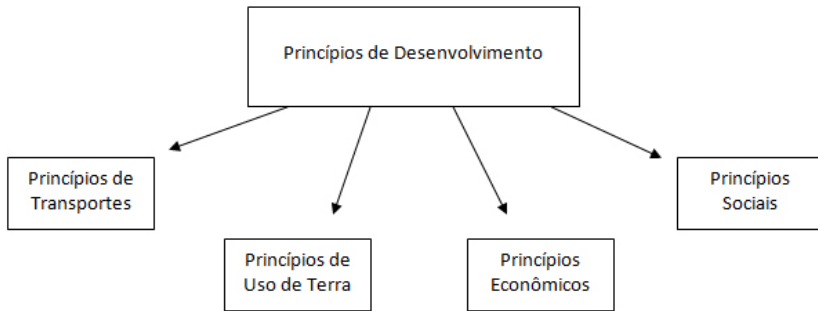 Princípios de Desenvolvimento
Princípios de
Transportes
Princípios
Sociais
Princípios de
Uso de Terra
Princípios
Econômicos